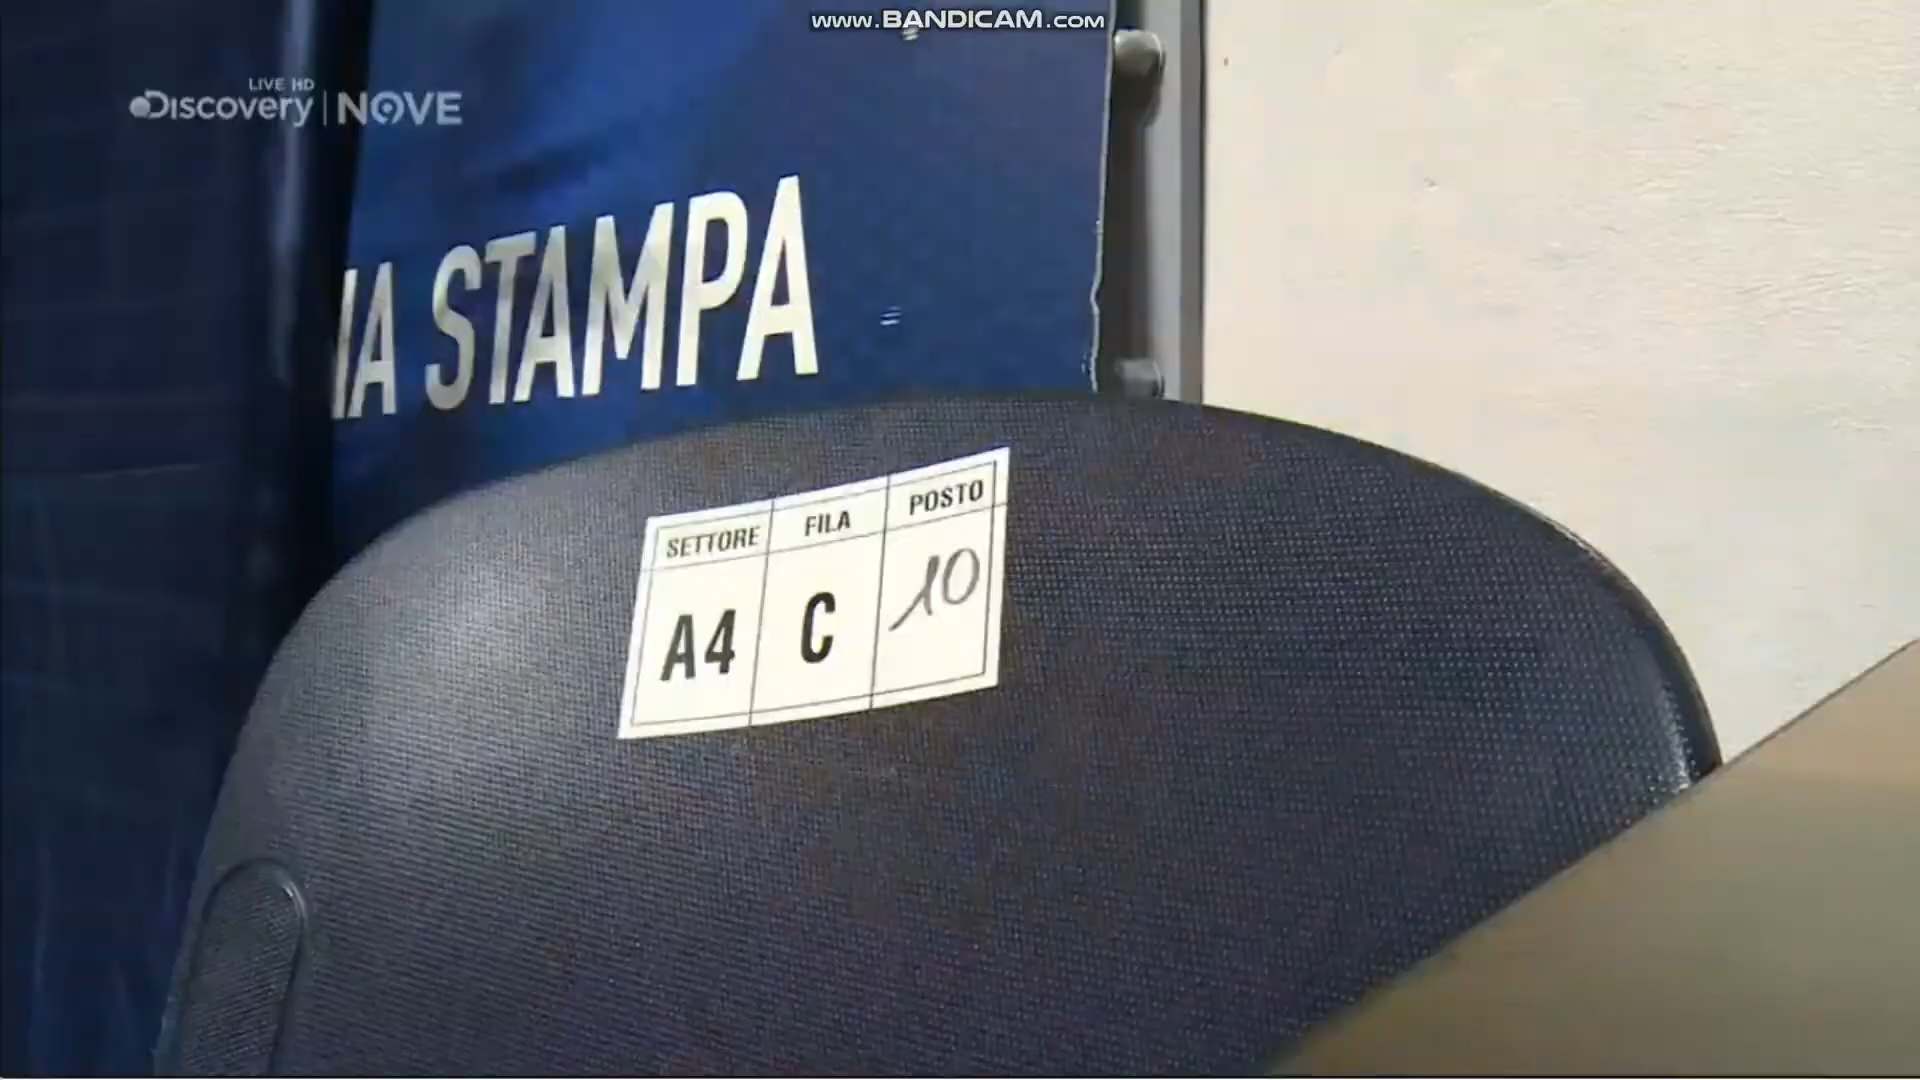 www.BANDICAM.com
LIVE HD
Discovery | NOVE
IA STAMPA
SETTORE FILA POSTO
A4 C 10